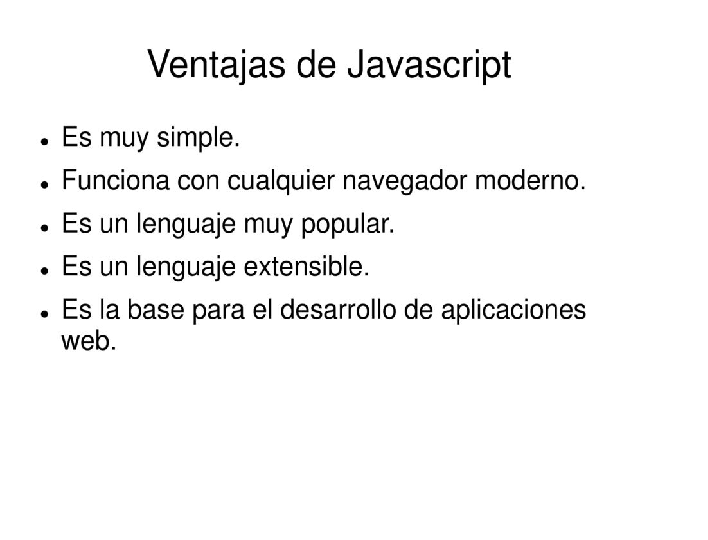 Ventajas de Javascript
● Es muy simple.
● Funciona con cualquier navegador moderno.
● Es un lenguaje muy popular.
● Es un lenguaje extensible.
● Es la base para el desarrollo de aplicaciones
web.